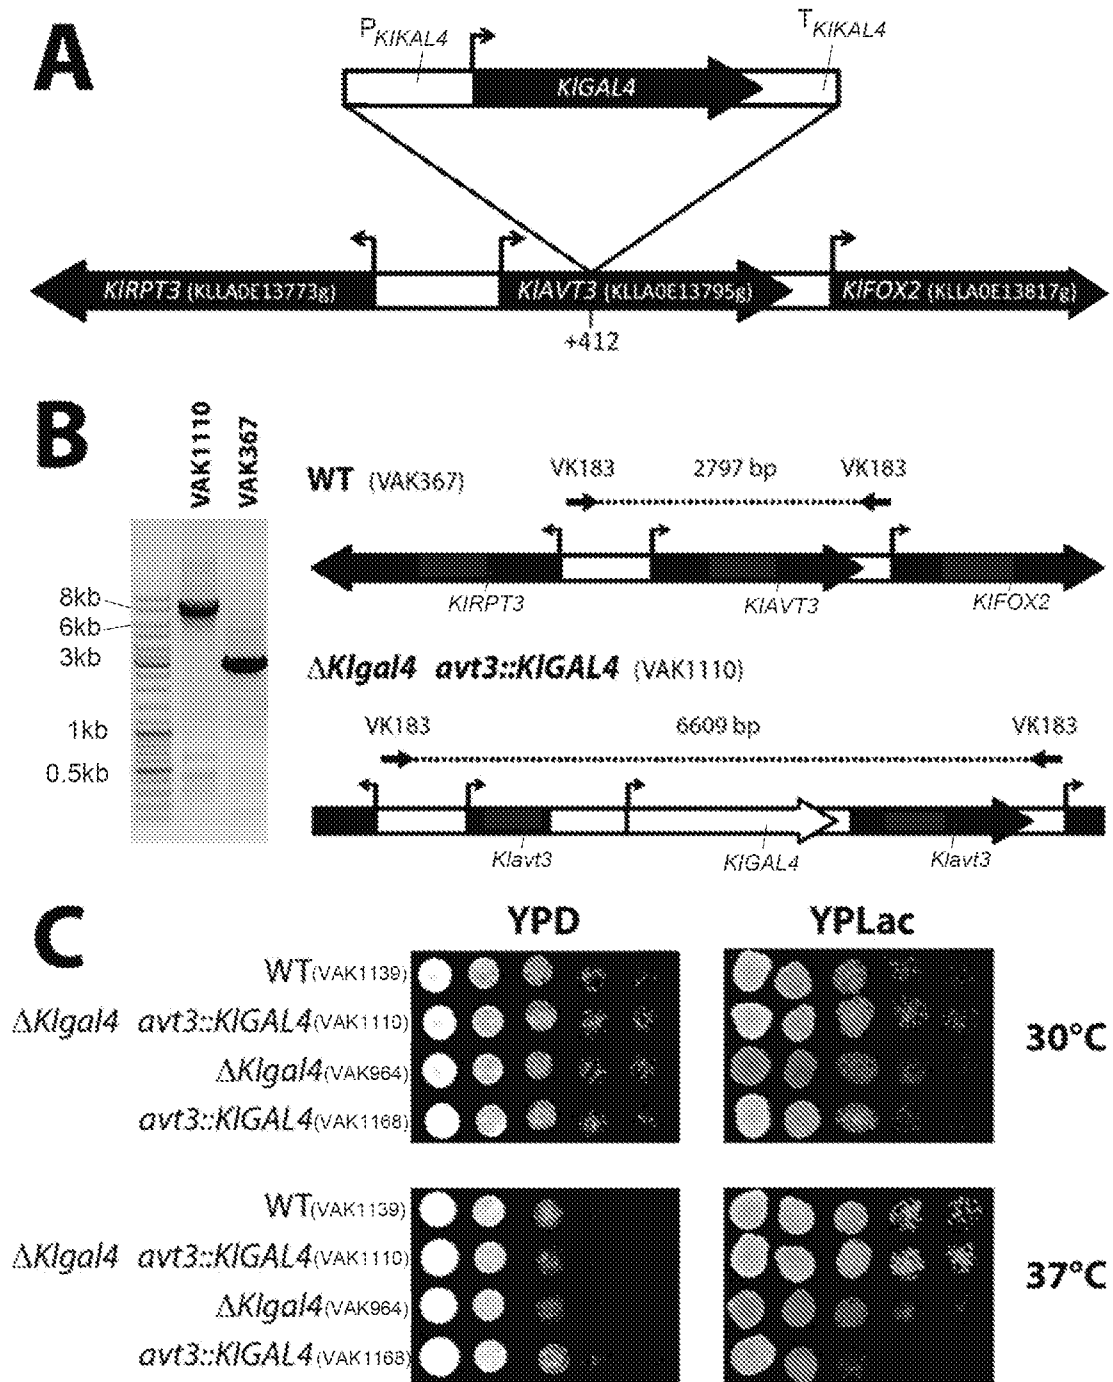 A
P KlKAL4
T KlKAL4
KlGAL4
KlRPT3 (KLLA0E13773g)
KlAVT3 (KLLA0E13795g)
KlFOX2 (KLLA0E13817g)
+412
B
VAK1110
VAK367
8kb
6kb
3kb
1kb
0.5kb
WT (VAK367)
VK183
2797 bp
VK183
KlRPT3
KlAVT3
KlFOX2
ΔKlgal4 avt3::KlGAL4 (VAK1110)
VK183
6609 bp
VK183
Klavt3
KlGAL4
Klavt3
C
YPD
YPLac
WT(VAK1139)
ΔKlgal4 avt3::KlGAL4(VAK1110)
ΔKlgal4(VAK964)
avt3::KlGAL4(VAK1168)
30°C
WT(VAK1139)
ΔKlgal4 avt3::KlGAL4(VAK1110)
ΔKlgal4(VAK964)
avt3::KlGAL4(VAK1168)
37°C